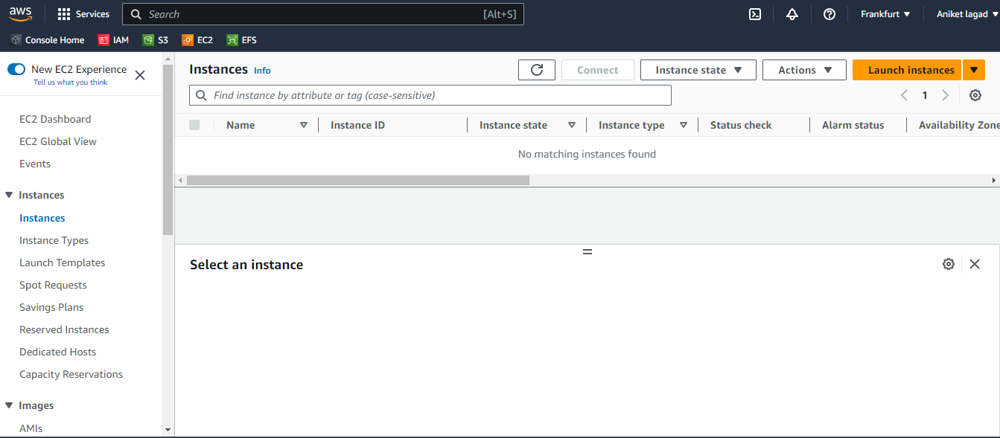 aws
Services
Search
[Alt+S]
Frankfurt
Aniket lagad
Console Home
IAM
S3
EC2
EFS
New EC2 Experience
Tell us what you think
EC2 Dashboard
EC2 Global View
Events
Instances
Instances
Instance Types
Launch Templates
Spot Requests
Savings Plans
Reserved Instances
Dedicated Hosts
Capacity Reservations
Images
AMIs
Instances Info
Connect
Instance state
Actions
Launch instances
Find instance by attribute or tag (case-sensitive)
1
Name
Instance ID
Instance state
Instance type
Status check
Alarm status
Availability Zone
No matching instances found
Select an instance